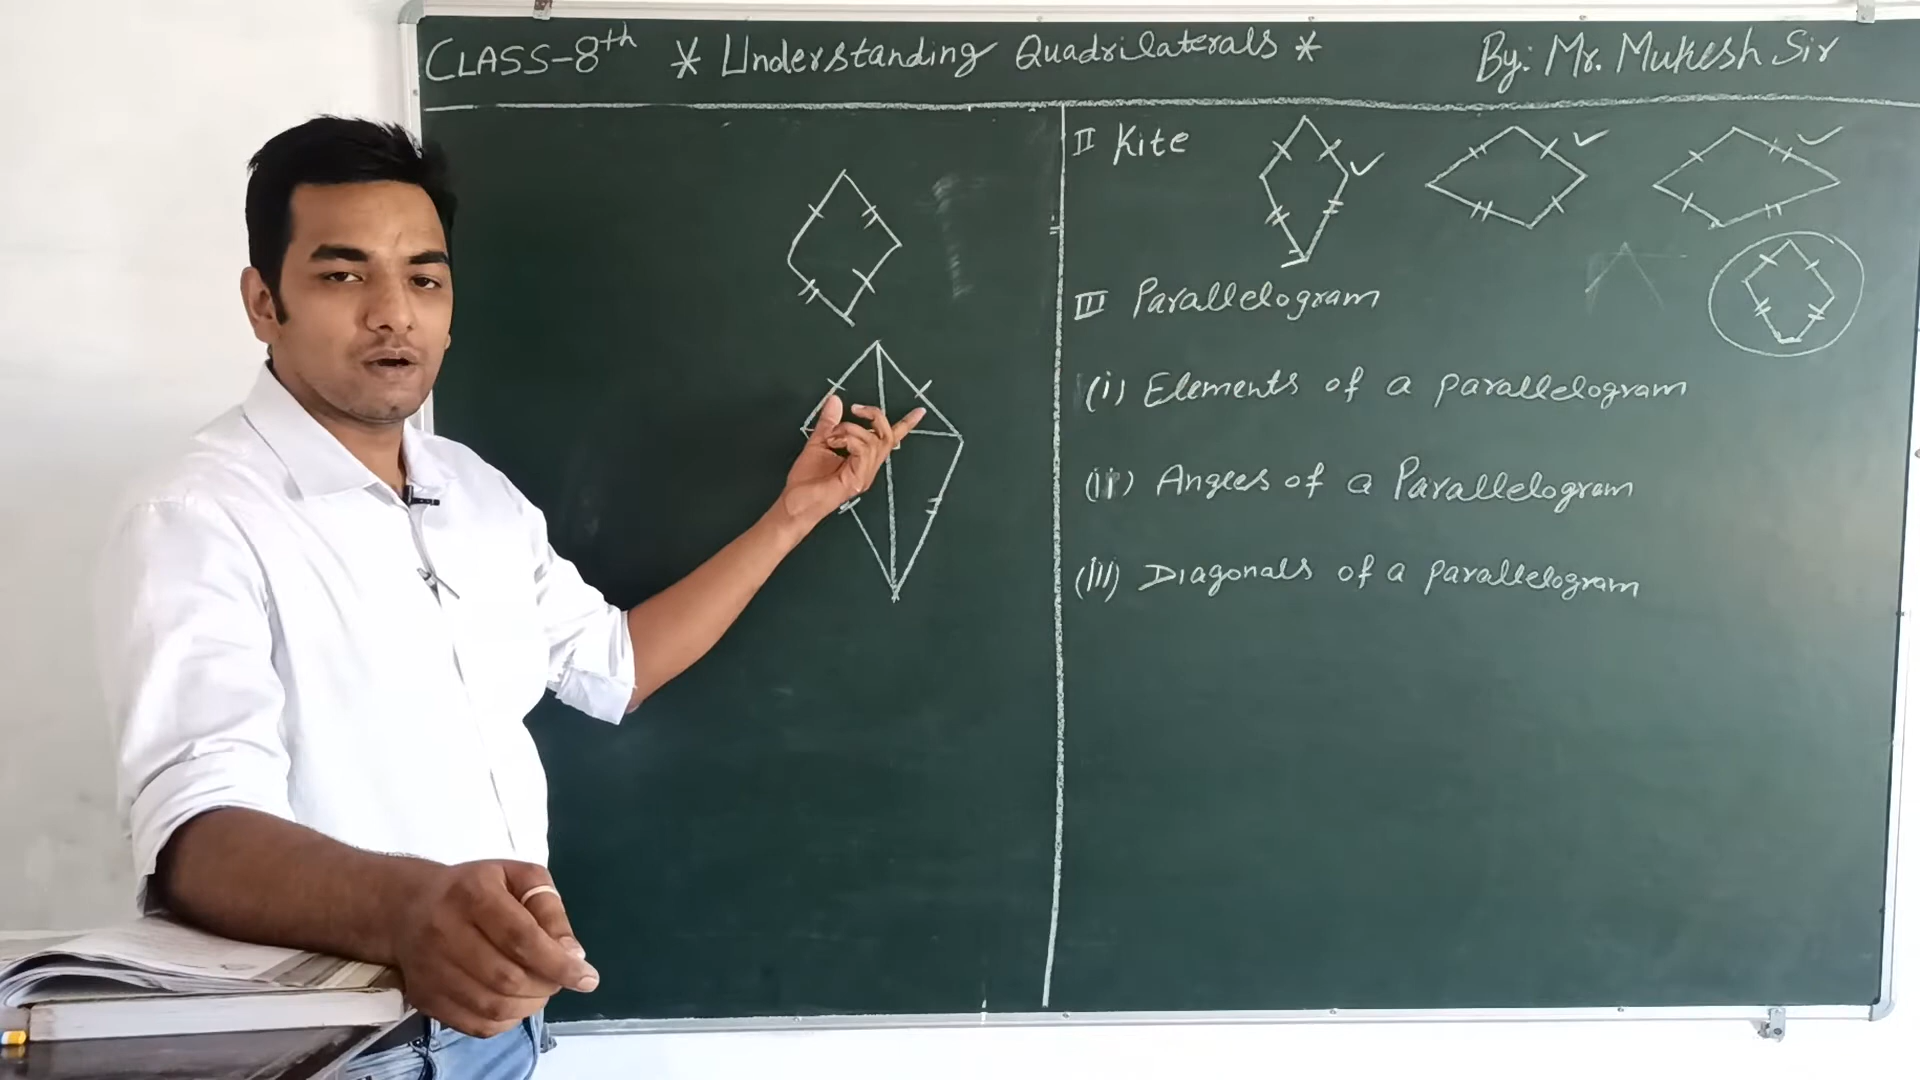 CLASS-8th * Understanding Quadrilaterals * By: Mr. Mukesh Sir
II Kite
III Parallelogram
(i) Elements of a parallelogram
(ii) Angles of a Parallelogram
(iii) Diagonals of a parallelogram